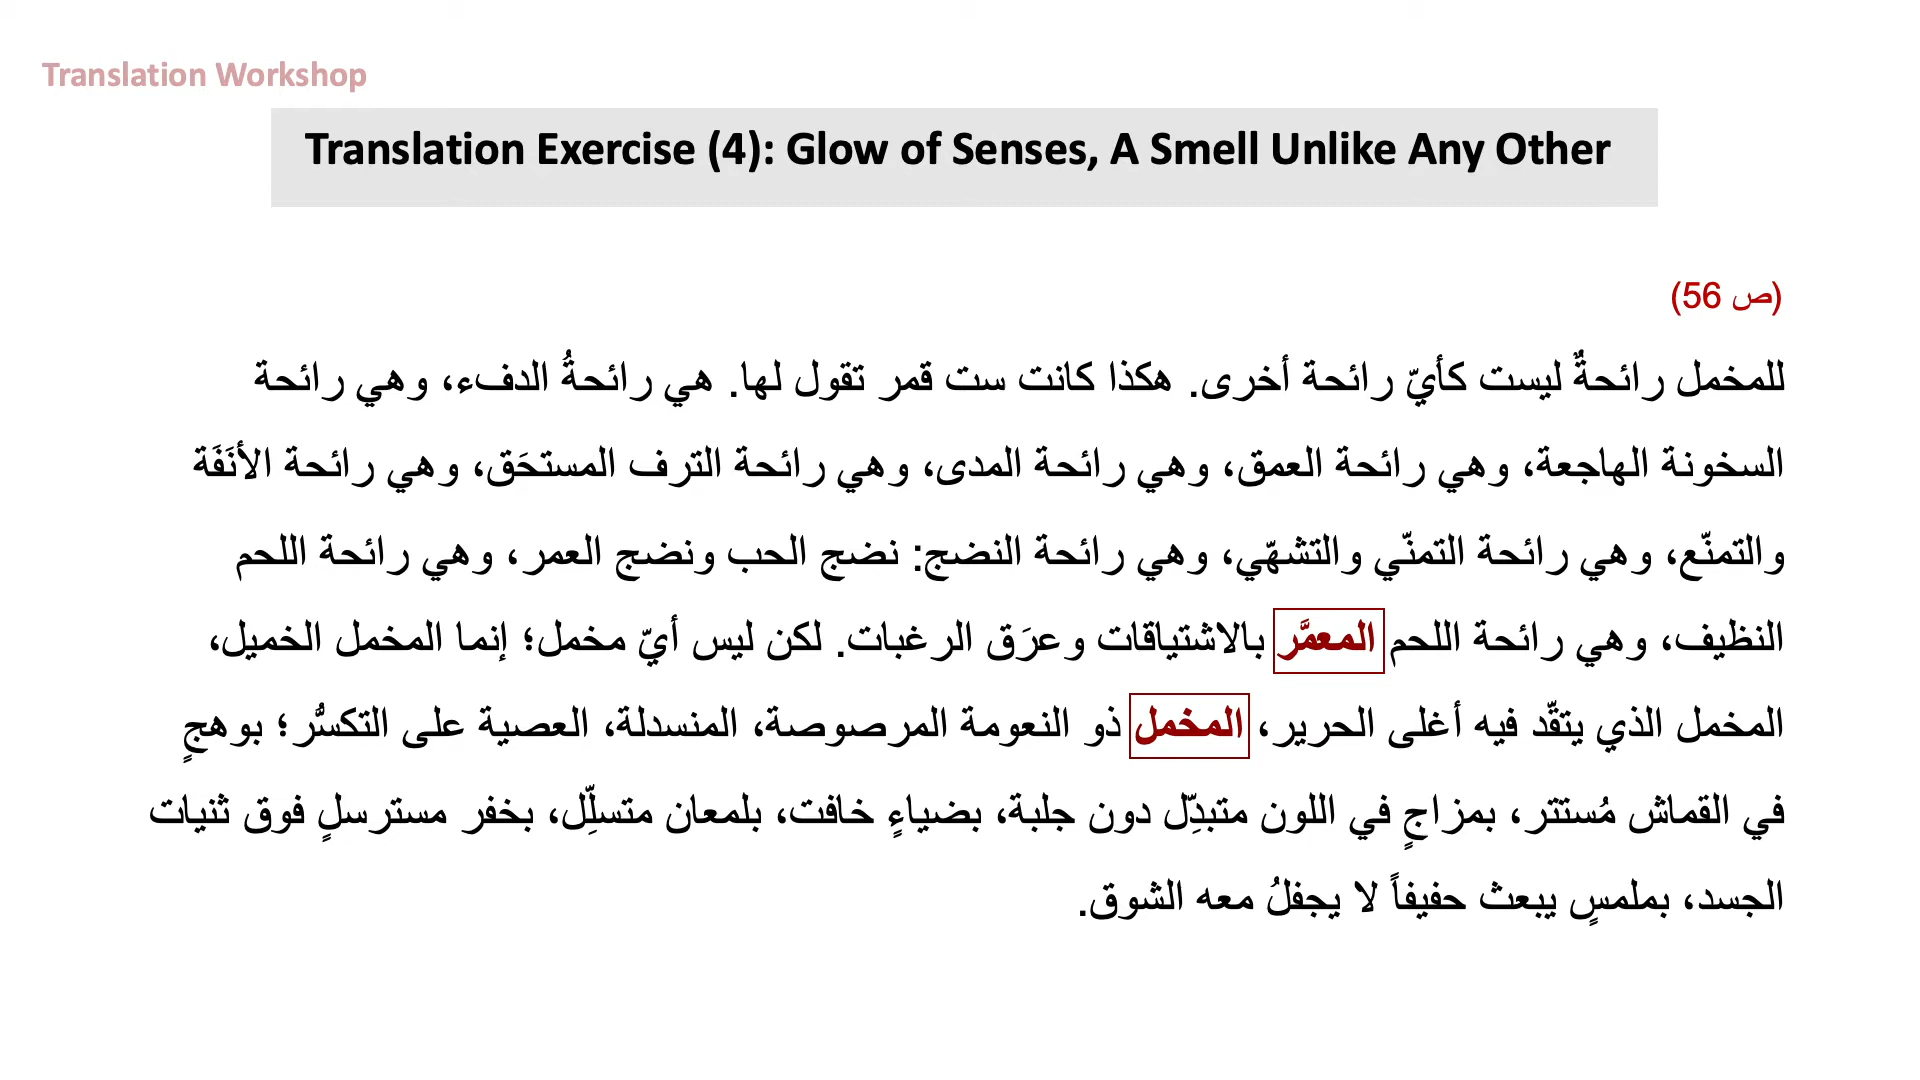 Translation Workshop
Translation Exercise (4): Glow of Senses, A Smell Unlike Any Other
(ص 56)
للمخمل رائحةٌ ليست كأيّ رائحة أخرى. هكذا كانت ست قمر تقول لها. هي رائحةُ الدفء، وهي رائحة
السخونة الهاجعة، وهي رائحة العمق، وهي رائحة المدى، وهي رائحة الترف المستحَق، وهي رائحة الأنَفَة
والتمنّع، وهي رائحة التمنّي والتشهّي، وهي رائحة النضج: نضج الحب ونضج العمر، وهي رائحة اللحم
النظيف، وهي رائحة اللحم المعمَّر بالاشتياقات وعرَق الرغبات. لكن ليس أيّ مخمل؛ إنما المخمل الخميل،
المخمل الذي يتقّد فيه أغلى الحرير، المخمل ذو النعومة المرصوصة، المنسدلة، العصية على التكسُّر؛ بوهجٍ
في القماش مُستتر، بمزاجٍ في اللون متبدِّل دون جلبة، بضياءٍ خافت، بلمعان متسلِّل، بخفر مسترسلٍ فوق ثنيات
الجسد، بملمسٍ يبعث حفيفاً لا يجفلُ معه الشوق.